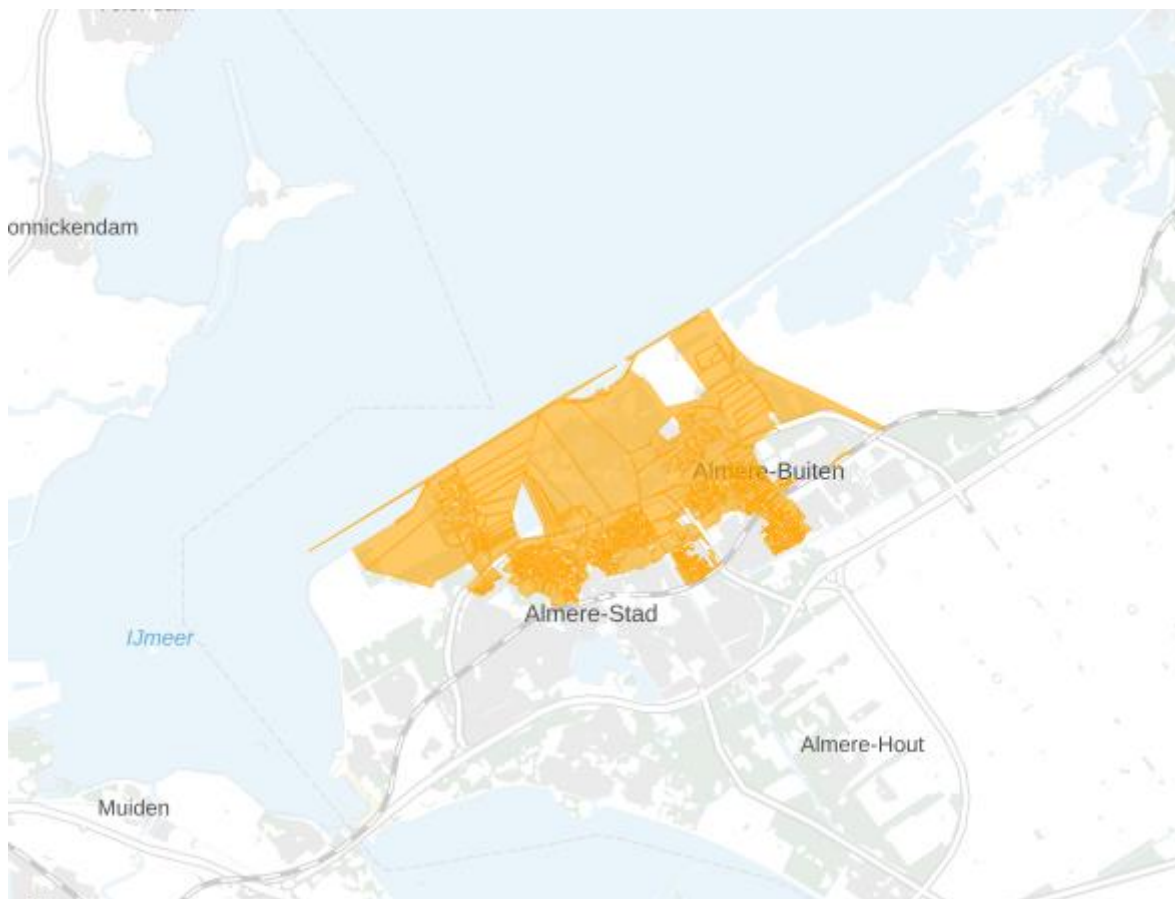 onnickendam
Almere-Buiten
Almere-Stad
IJmeer
Almere-Hout
Muiden